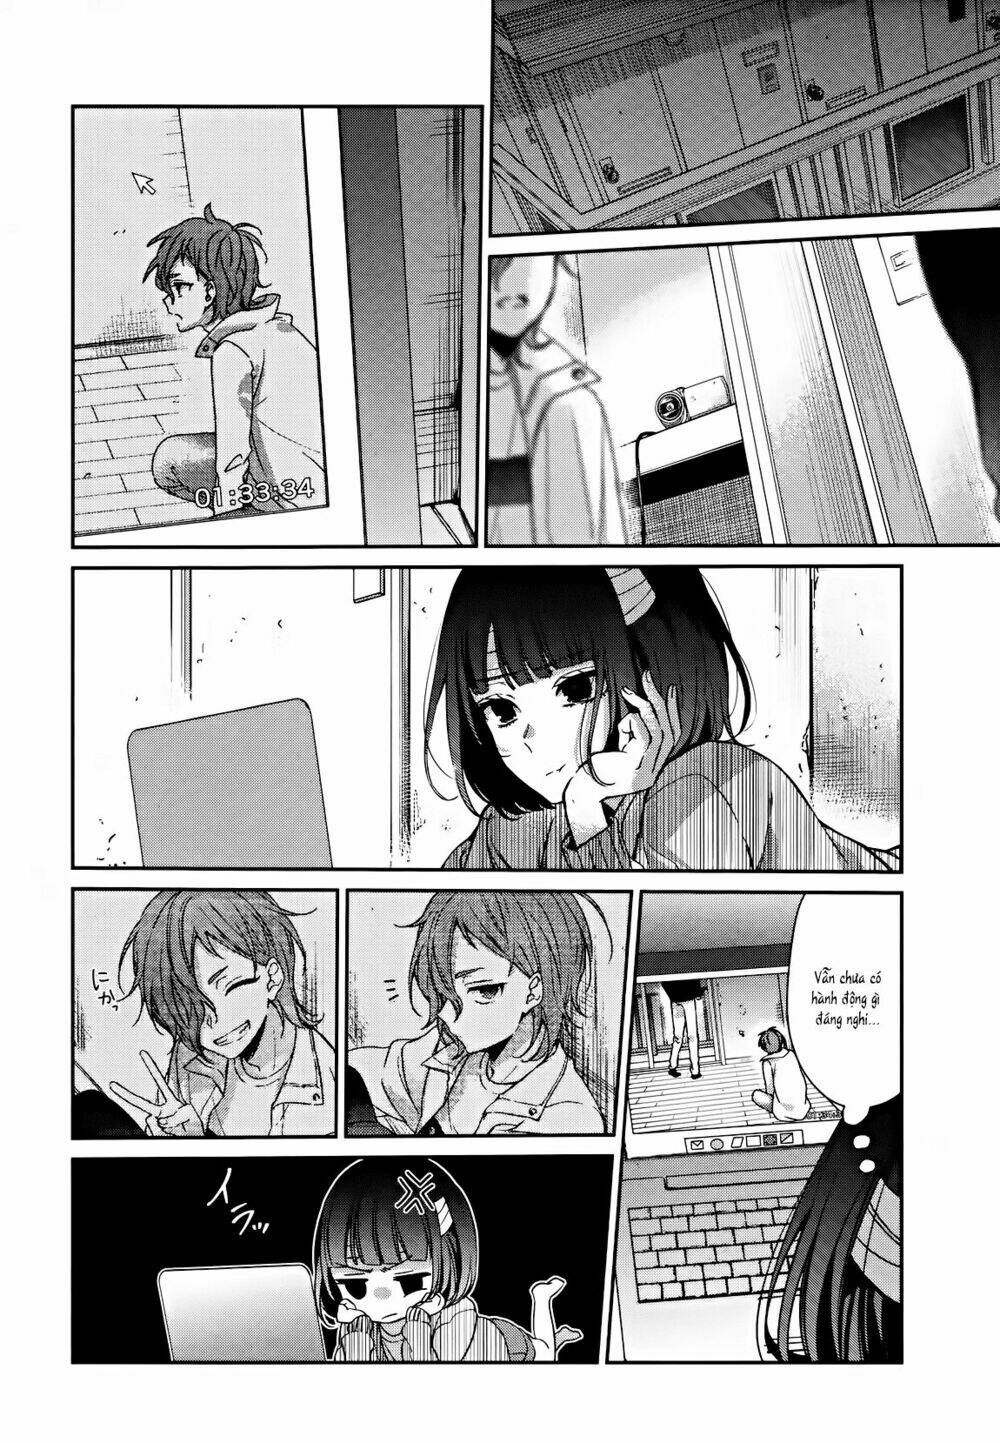 01:33:34
Vẫn chưa có
hành động gì
đáng nghi...
にかっ
イラッ